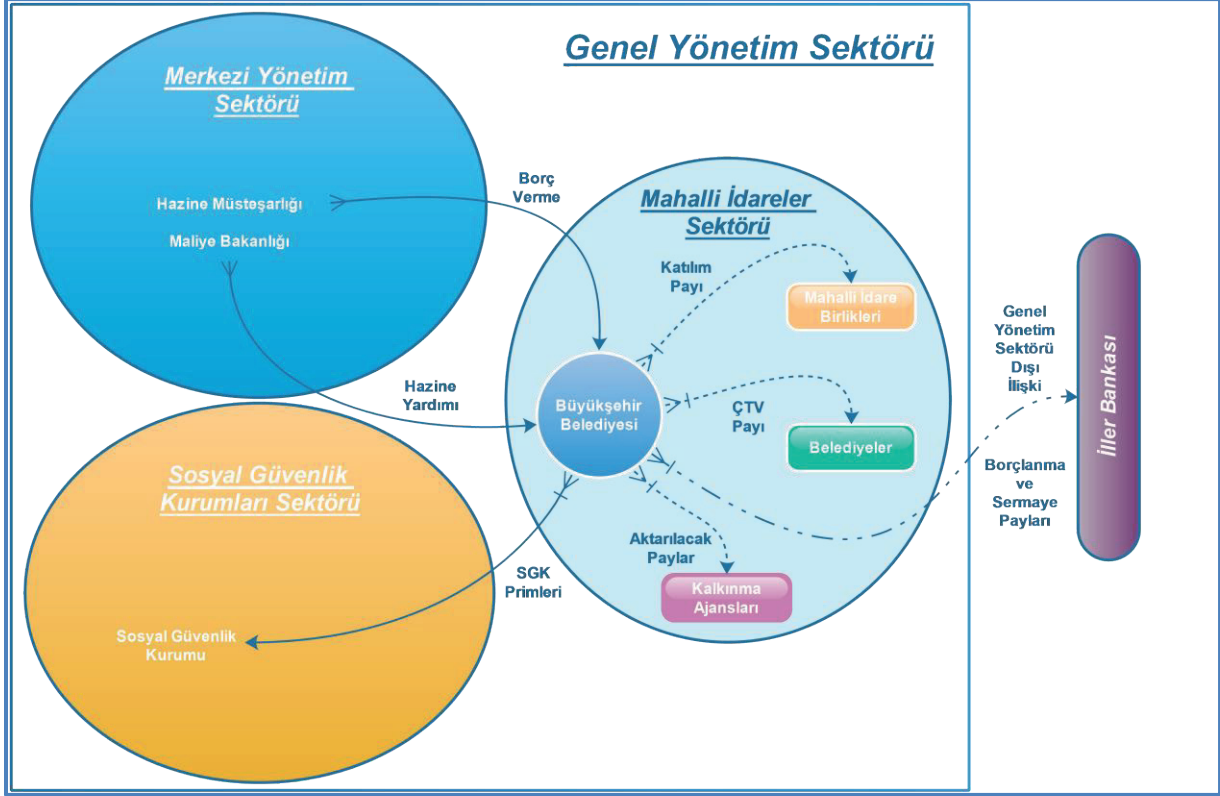 Genel Yönetim Sektörü
Merkezi Yönetim
Sektörü
Hazine Müsteşarlığı
Maliye Bakanlığı
Borç
Verme
Hazine
Yardımı
Mahalli İdareler
Sektörü
Katılım
Payı
Mahalli İdare
Birlikleri
Büyükşehir
Belediyesi
ÇTV
Payı
Belediyeler
Aktarılacak
Paylar
Kalkınma
Ajansları
Sosyal Güvenlik
Kurumları Sektörü
SGK
Primleri
Sosyal Güvenlik
Kurumu
Genel
Yönetim
Sektörü
Dışı
İlişki
Borçlanma
ve
Sermaye
Payları
İller Bankası